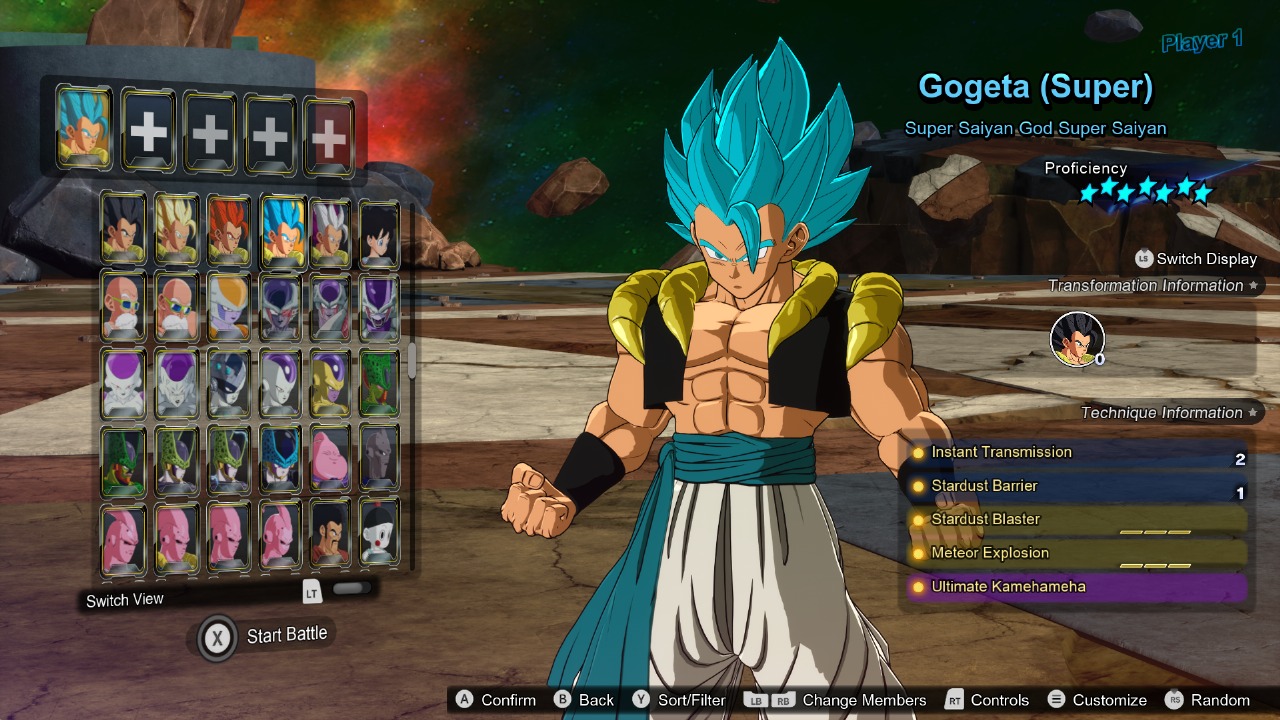 Player 1
Gogeta (Super)
Super Saiyan God Super Saiyan
Proficiency
LS Switch Display
Transformation Information
0
Technique Information
Instant Transmission 2
Stardust Barrier 1
Stardust Blaster
Meteor Explosion
Ultimate Kamehameha
Switch View LT
X Start Battle
A Confirm B Back Y Sort/Filter LB RB Change Members RT Controls Customize RS Random